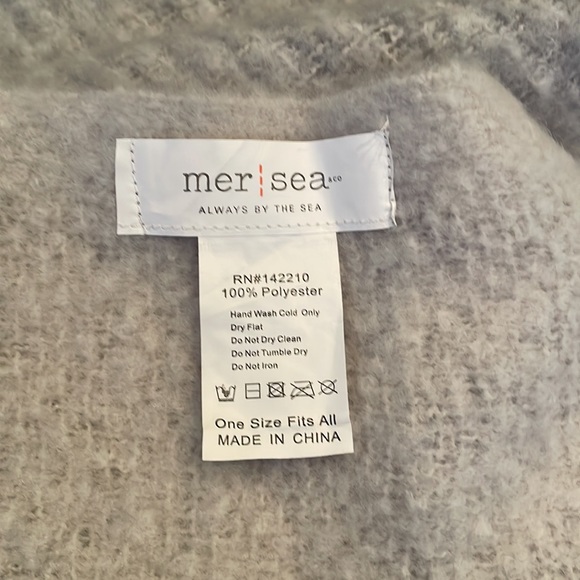 mer¦sea &co
ALWAYS BY THE SEA
RN#142210
100% Polyester
Hand Wash Cold Only
Dry Flat
Do Not Dry Clean
Do Not Tumble Dry
Do Not Iron
One Size Fits All
MADE IN CHINA